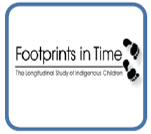 Footprints in Time
The Longitudinal Study of Indigenous Children